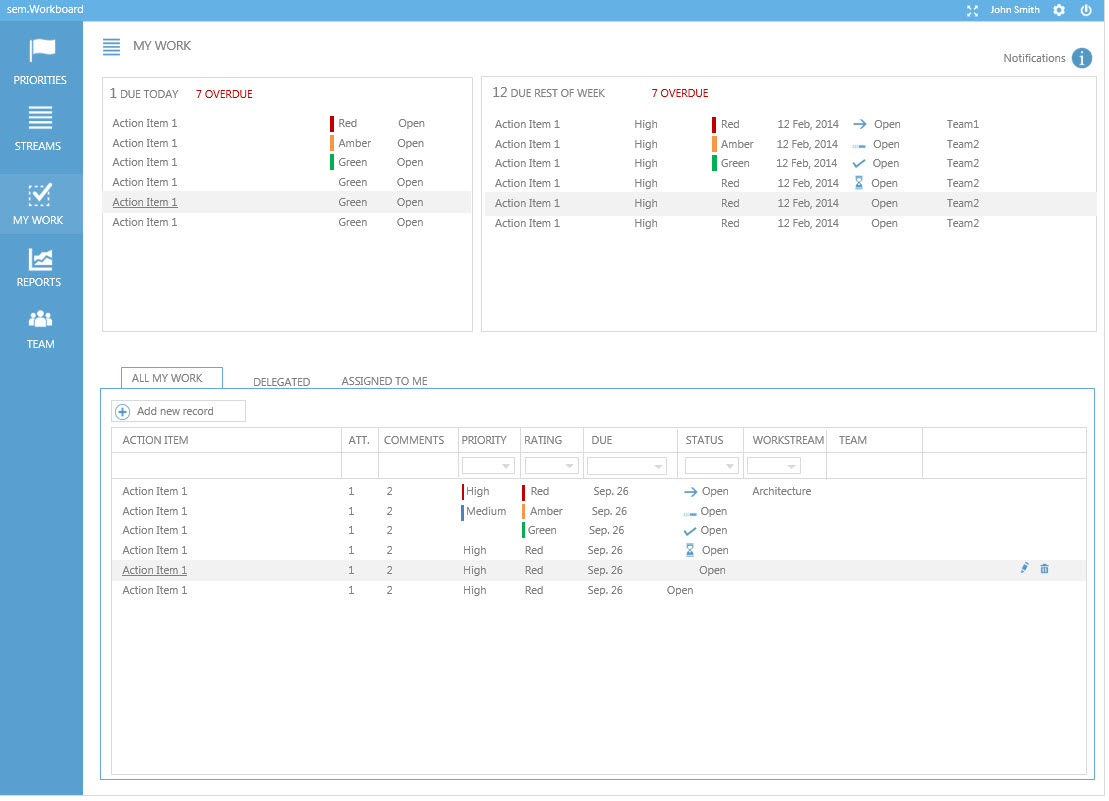 sem.Workboard John Smith
PRIORITIES
STREAMS
MY WORK
REPORTS
TEAM
MY WORK
Notifications i
1 DUE TODAY 7 OVERDUE
Action Item 1 Red Open
Action Item 1 Amber Open
Action Item 1 Green Open
Action Item 1 Green Open
Action Item 1 Green Open
Action Item 1 Green Open
12 DUE REST OF WEEK 7 OVERDUE
Action Item 1 High Red 12 Feb, 2014 Open Team1
Action Item 1 High Amber 12 Feb, 2014 Open Team2
Action Item 1 High Green 12 Feb, 2014 Open Team2
Action Item 1 High Red 12 Feb, 2014 Open Team2
Action Item 1 High Red 12 Feb, 2014 Open Team2
Action Item 1 High Red 12 Feb, 2014 Open Team2
ALL MY WORK DELEGATED ASSIGNED TO ME
Add new record
ACTION ITEM ATT. COMMENTS PRIORITY RATING DUE STATUS WORKSTREAM TEAM
Action Item 1 1 2 High Red Sep. 26 Open Architecture
Action Item 1 1 2 Medium Amber Sep. 26 Open
Action Item 1 1 2 Green Sep. 26 Open
Action Item 1 1 2 High Red Sep. 26 Open
Action Item 1 1 2 High Red Sep. 26 Open
Action Item 1 1 2 High Red Sep. 26 Open